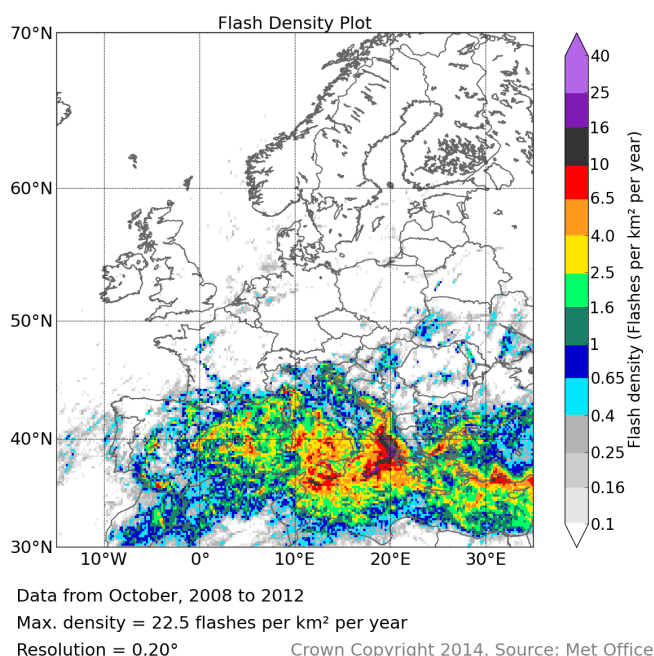 Flash Density Plot
70°N
60°N
50°N
40°N
30°N
10°W 0° 10°E 20°E 30°E
40
25
16
10
6.5
4.0
2.5
1.6
1
0.65
0.4
0.25
0.16
0.1
Flash density (Flashes per km² per year)
Data from October, 2008 to 2012
Max. density = 22.5 flashes per km² per year
Resolution = 0.20°
Crown Copyright 2014. Source: Met Office